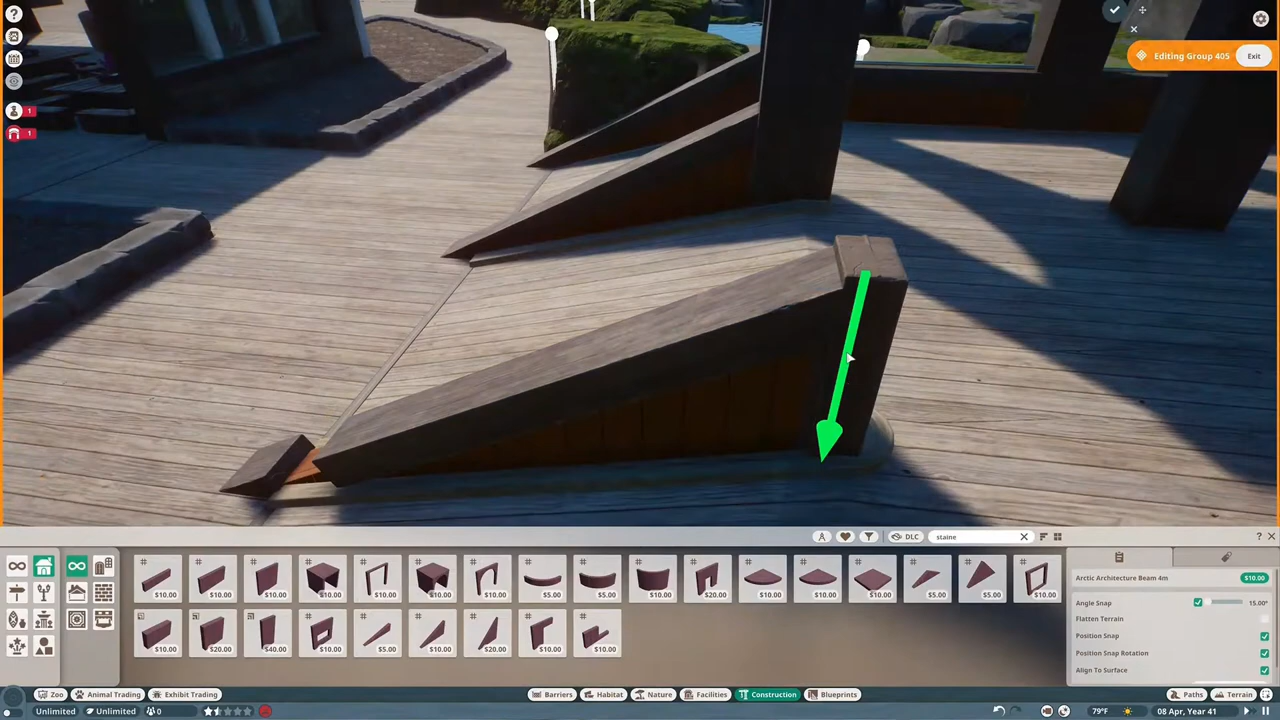 ?
Editing Group 405 Exit
1
1
DLC
staine
?
$10.00 $10.00 $10.00 $10.00 $10.00 $10.00 $10.00 $5.00 $10.00 $10.00 $20.00 $10.00 $10.00 $10.00 $5.00 $5.00 $10.00
$10.00 $20.00 $40.00 $10.00 $5.00 $10.00 $20.00 $10.00 $10.00
Arctic Architecture Beam 4m $10.00
Angle Snap 15.00°
Flatten Terrain
Position Snap
Position Snap Rotation
Align To Surface
Zoo Animal Trading Exhibit Trading Barriers Habitat Nature Facilities Construction Blueprints Paths Terrain
Unlimited Unlimited 0 79°F 08 Apr, Year 41